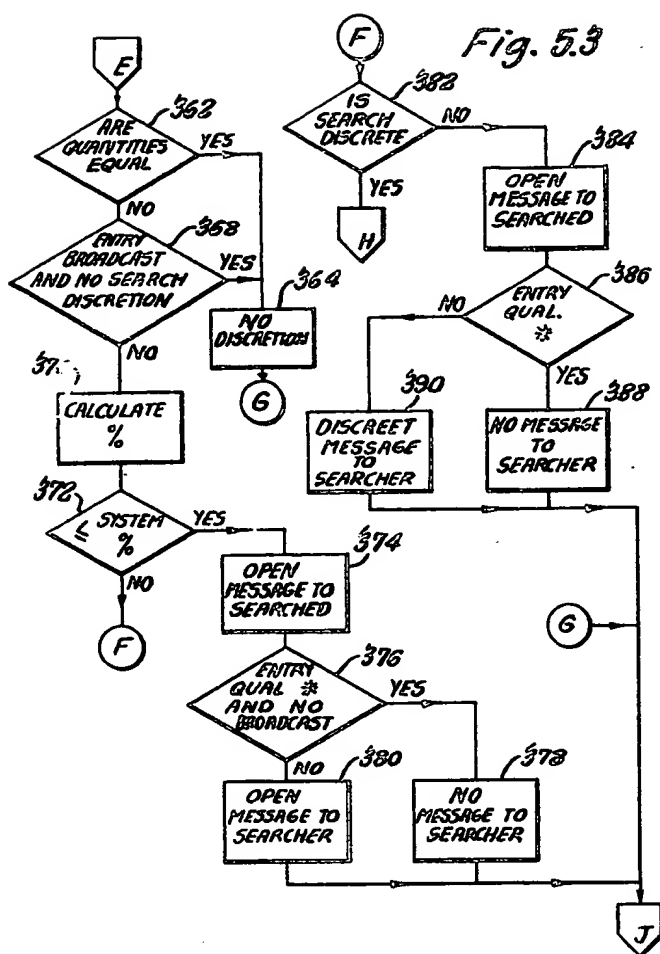 Fig. 5.3
E
362
ARE
QUANTITIES
EQUAL
YES
NO
368
ENTRY
BROADCAST
AND NO SEARCH
DISCRETION
YES
NO
364
NO
DISCRETION
G
CALCULATE
%
372
≤ SYSTEM
%
YES
NO
F
374
OPEN
MESSAGE TO
SEARCHED
376
ENTRY
QUAL *
AND NO
BROADCAST
YES
NO
380
OPEN
MESSAGE TO
SEARCHER
378
NO
MESSAGE TO
SEARCHER
F
382
IS
SEARCH
DISCRETE
NO
YES
H
384
OPEN
MESSAGE TO
SEARCHED
386
ENTRY
QUAL.
*
NO
YES
390
DISCREET
MESSAGE
TO
SEARCHER
388
NO MESSAGE
TO
SEARCHER
G
J